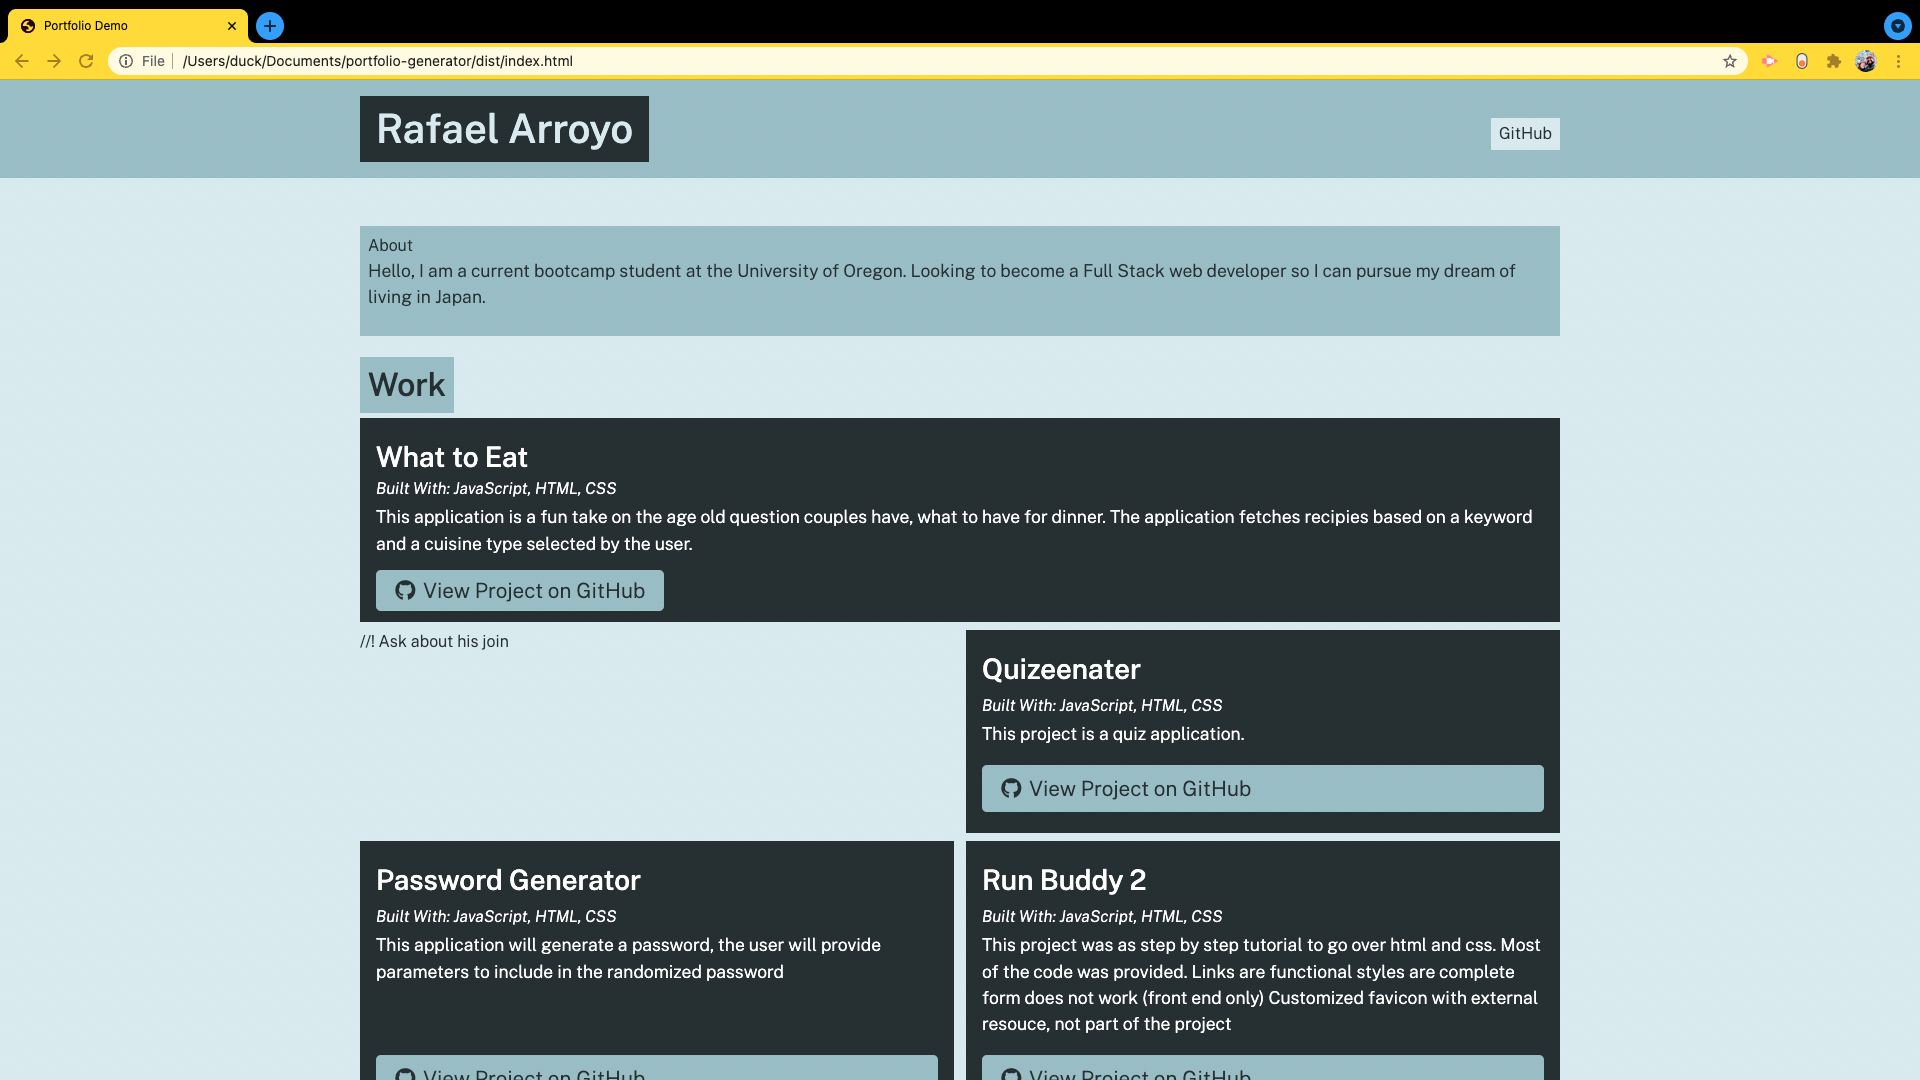 Portfolio Demo
File
/Users/duck/Documents/portfolio-generator/dist/index.html
Rafael Arroyo
GitHub
About
Hello, I am a current bootcamp student at the University of Oregon. Looking to become a Full Stack web developer so I can pursue my dream of
living in Japan.
Work
What to Eat
Built With: JavaScript, HTML, CSS
This application is a fun take on the age old question couples have, what to have for dinner. The application fetches recipies based on a keyword
and a cuisine type selected by the user.
View Project on GitHub
//! Ask about his join
Quizeenater
Built With: JavaScript, HTML, CSS
This project is a quiz application.
View Project on GitHub
Password Generator
Built With: JavaScript, HTML, CSS
This application will generate a password, the user will provide
parameters to include in the randomized password
View Project on GitHub
Run Buddy 2
Built With: JavaScript, HTML, CSS
This project was as step by step tutorial to go over html and css. Most
of the code was provided. Links are functional styles are complete
form does not work (front end only) Customized favicon with external
resouce, not part of the project
View Project on GitHub